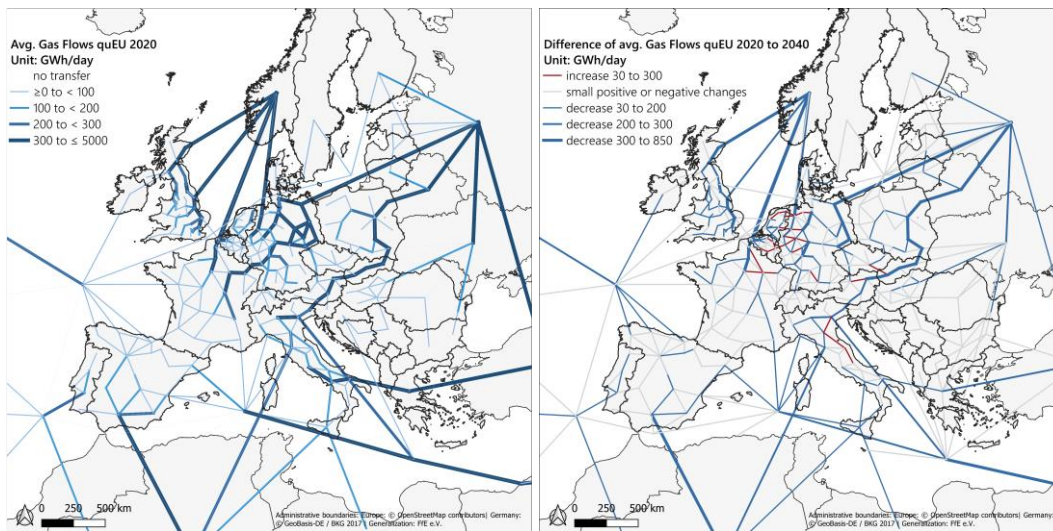 Avg. Gas Flows quEU 2020
Unit: GWh/day
no transfer
≥0 to < 100
100 to < 200
200 to < 300
300 to ≤ 5000
0 250 500 km
Administrative boundaries: Europe: © OpenStreetMap contributors| Germany:
© GeoBasis-DE / BKG 2017 | Generalization: FfE e.V.
Difference of avg. Gas Flows quEU 2020 to 2040
Unit: GWh/day
increase 30 to 300
small positive or negative changes
decrease 30 to 200
decrease 200 to 300
decrease 300 to 850
0 250 500 km
Administrative boundaries: Europe: © OpenStreetMap contributors| Germany:
© GeoBasis-DE / BKG 2017 | Generalization: FfE e.V.